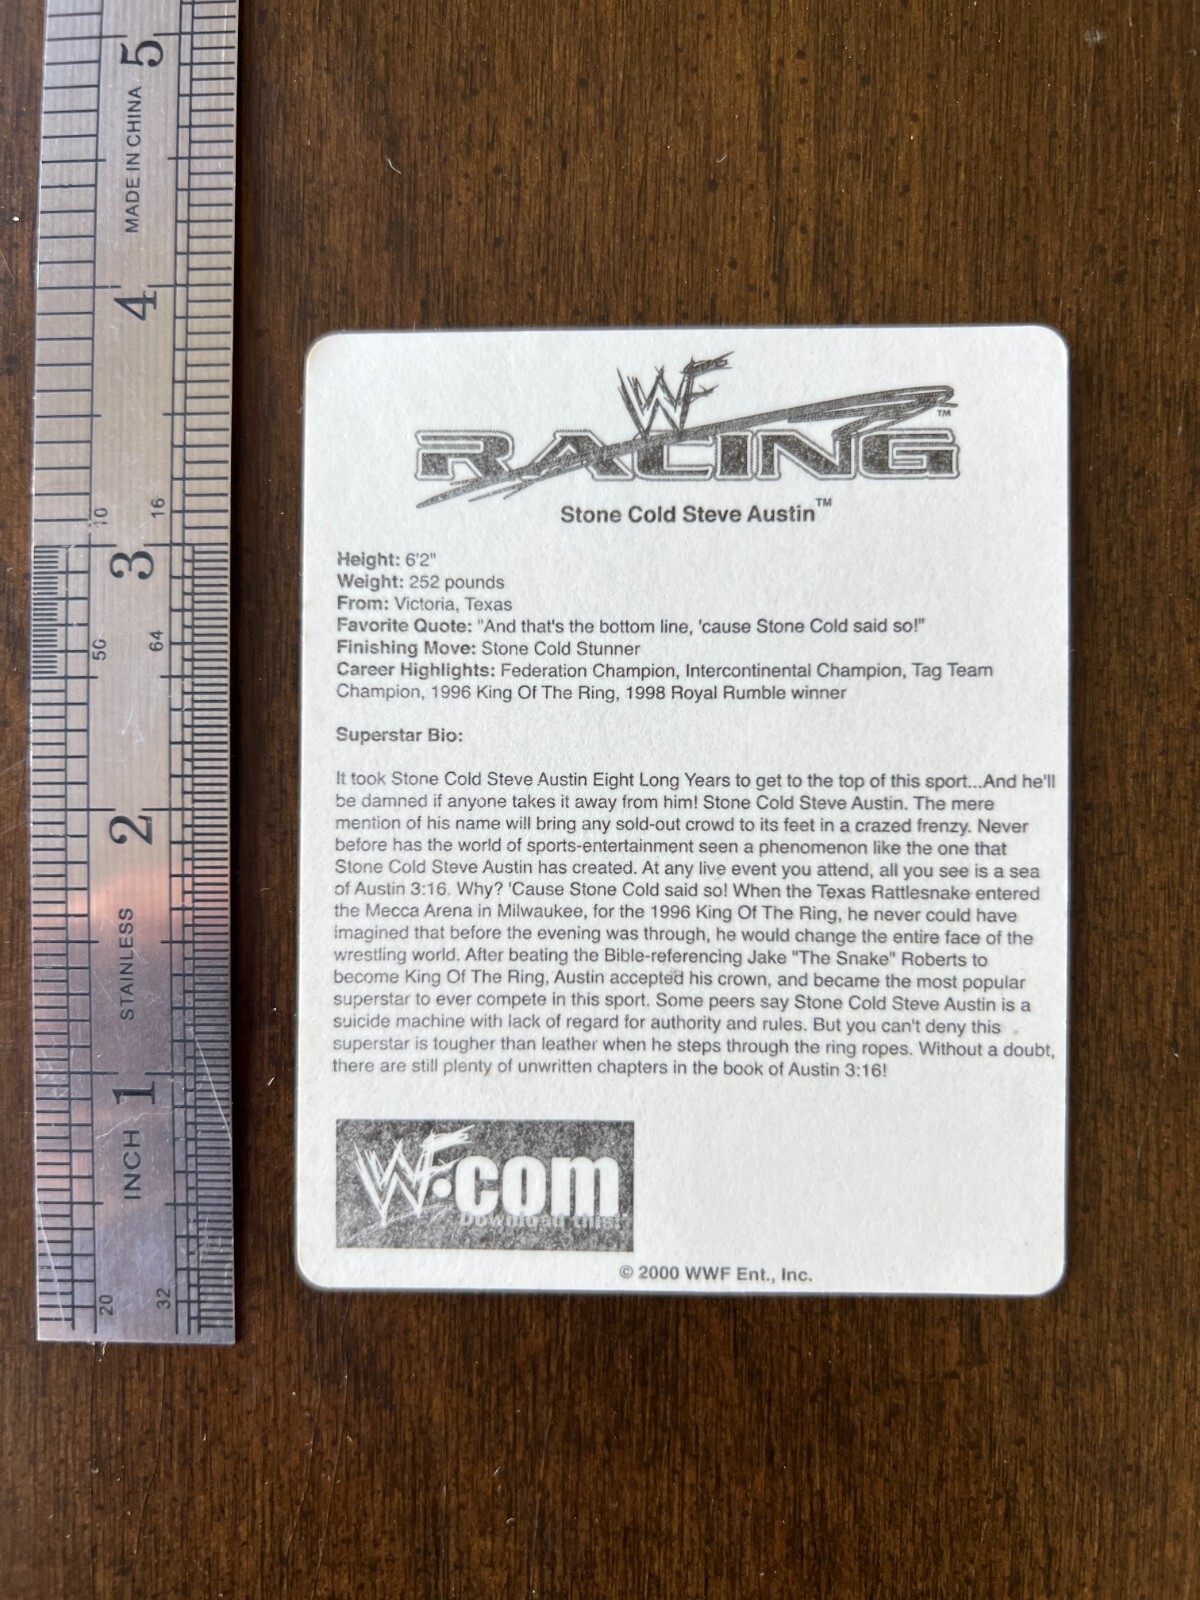 5
MADE IN CHINA
4
10
16
3
50
64
2
STAINLESS
1
INCH
20
32
WWF
RACING™
Stone Cold Steve Austin™
Height: 6'2"
Weight: 252 pounds
From: Victoria, Texas
Favorite Quote: "And that's the bottom line, 'cause Stone Cold said so!"
Finishing Move: Stone Cold Stunner
Career Highlights: Federation Champion, Intercontinental Champion, Tag Team
Champion, 1996 King Of The Ring, 1998 Royal Rumble winner
Superstar Bio:
It took Stone Cold Steve Austin Eight Long Years to get to the top of this sport...And he'll
be damned if anyone takes it away from him! Stone Cold Steve Austin. The mere
mention of his name will bring any sold-out crowd to its feet in a crazed frenzy. Never
before has the world of sports-entertainment seen a phenomenon like the one that
Stone Cold Steve Austin has created. At any live event you attend, all you see is a sea
of Austin 3:16. Why? 'Cause Stone Cold said so! When the Texas Rattlesnake entered
the Mecca Arena in Milwaukee, for the 1996 King Of The Ring, he never could have
imagined that before the evening was through, he would change the entire face of the
wrestling world. After beating the Bible-referencing Jake "The Snake" Roberts to
become King Of The Ring, Austin accepted his crown, and became the most popular
superstar to ever compete in this sport. Some peers say Stone Cold Steve Austin is a
suicide machine with lack of regard for authority and rules. But you can't deny this
superstar is tougher than leather when he steps through the ring ropes. Without a doubt,
there are still plenty of unwritten chapters in the book of Austin 3:16!
WWF.com
Download this!
© 2000 WWF Ent., Inc.